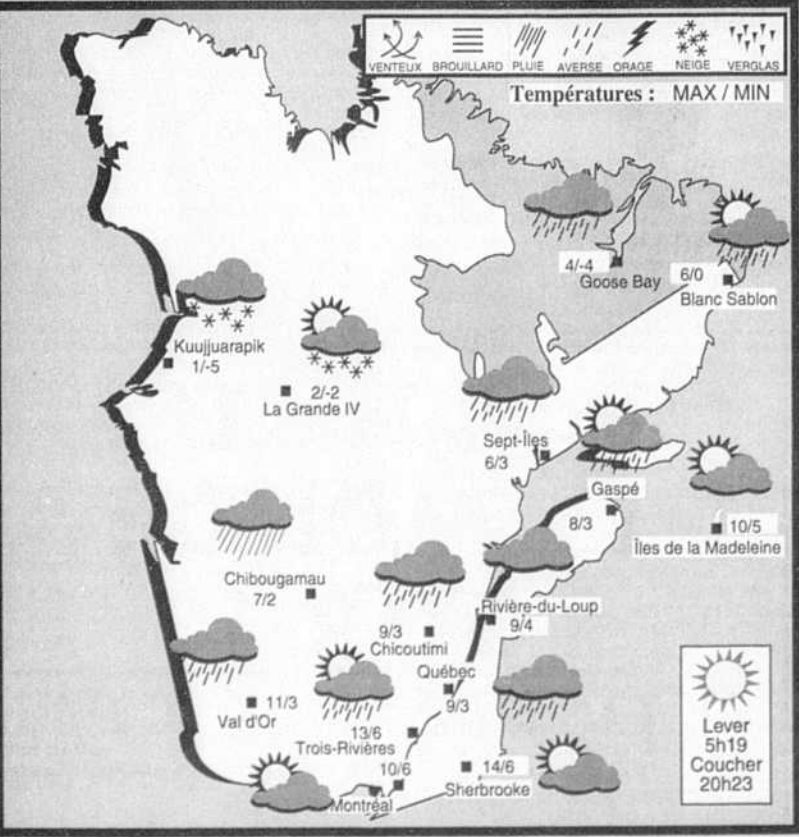 VENTEUX BROUILLARD PLUIE AVERSE ORAGE NEIGE VERGLAS
Températures : MAX / MIN
4/-4
Goose Bay
6/0
Blanc Sablon
Kuujjuarapik
1/-5
2/-2
La Grande IV
Sept-Îles
6/3
Gaspé
8/3
10/5
Îles de la Madeleine
Chibougamau
7/2
Rivière-du-Loup
9/4
9/3
Chicoutimi
Québec
9/3
11/3
Val d'Or
13/6
Trois-Rivières
10/6
Montréal
14/6
Sherbrooke
Lever
5h19
Coucher
20h23